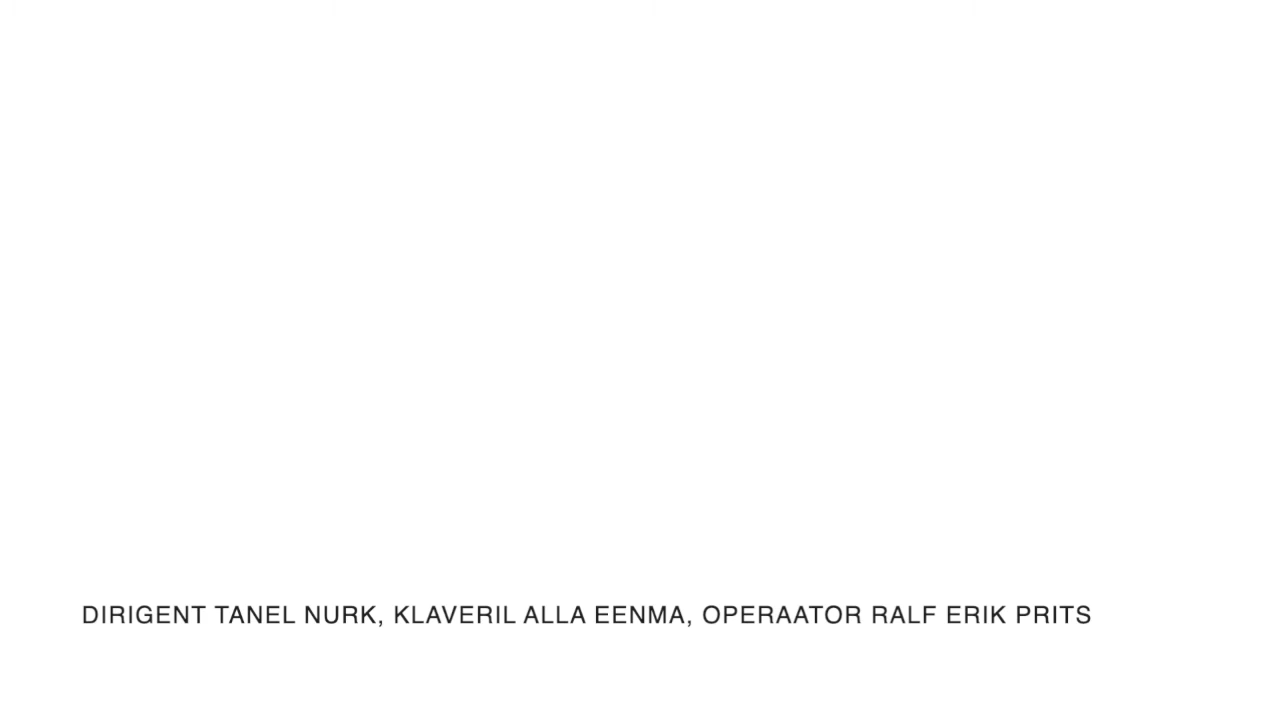 DIRIGENT TANEL NURK, KLAVERIL ALLA EENMA, OPERAATOR RALF ERIK PRITS